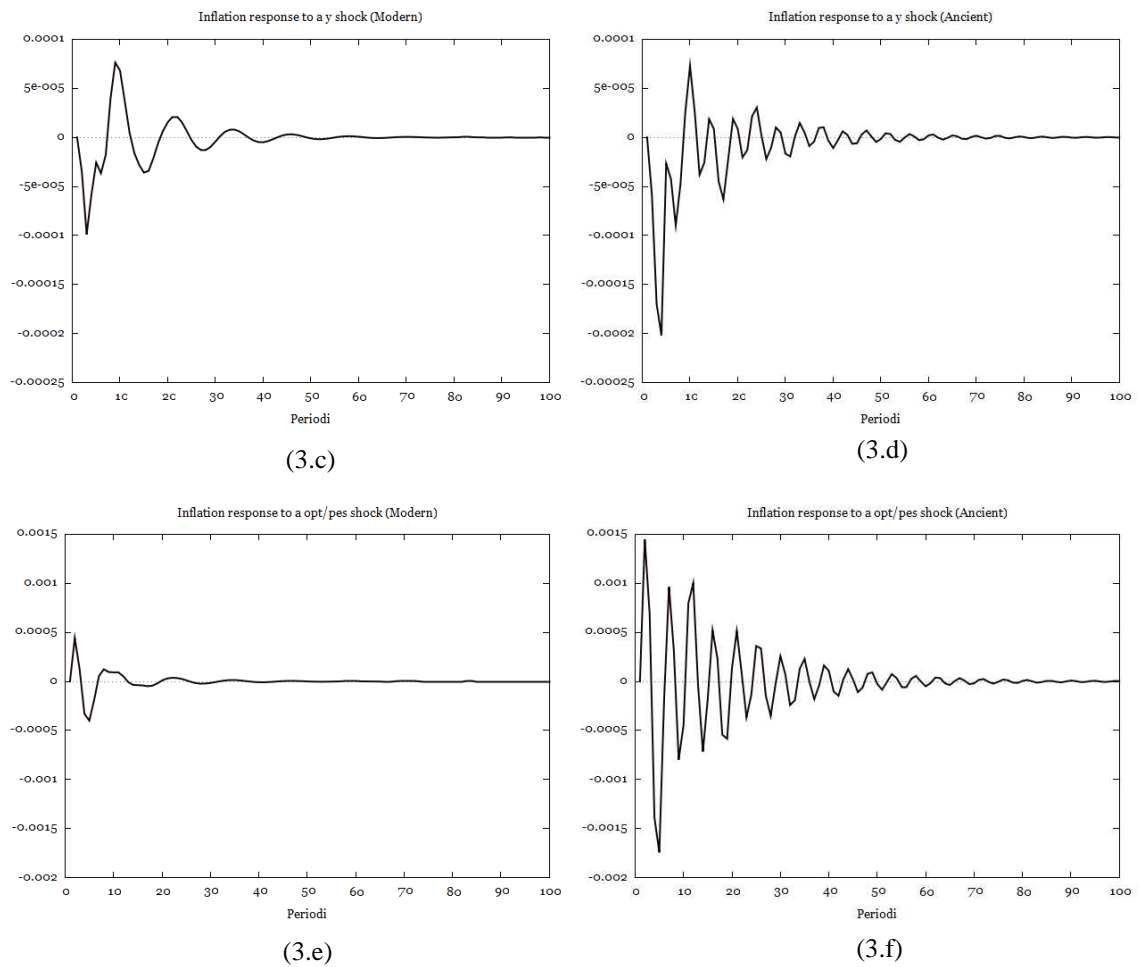 Inflation response to a y shock (Modern)
0.0001
5e-005
0
-5e-005
-0.0001
-0.00015
-0.0002
-0.00025
0 1c 2c 30 40 50 60 70 80 90 100
Periodi
(3.c)
Inflation response to a y shock (Ancient)
0.0001
5e-005
0
-5e-005
-0.0001
-0.00015
-0.0002
-0.00025
0 1c 20 30 40 50 60 70 80 90 100
Periodi
(3.d)
Inflation response to a opt/pes shock (Modern)
0.0015
0.001
0.0005
0
-0.0005
-0.001
-0.0015
-0.002
0 10 20 30 40 50 60 70 80 90 100
Periodi
(3.e)
Inflation response to a opt/pes shock (Ancient)
0.0015
0.001
0.0005
0
-0.0005
-0.001
-0.0015
-0.002
0 10 20 30 40 50 60 70 80 90 100
Periodi
(3.f)